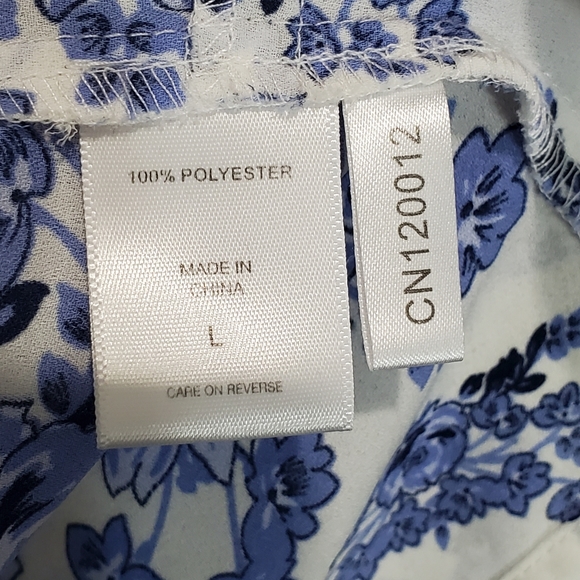 100% POLYESTER
MADE IN
CHINA
L
CARE ON REVERSE
CN120012